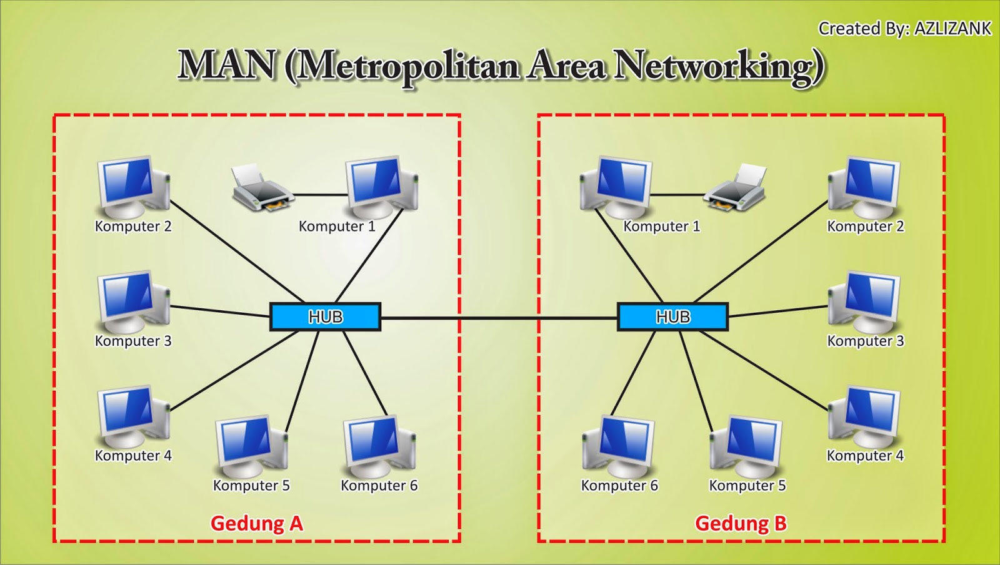 Created By: AZLIZANK
MAN (Metropolitan Area Networking)
Komputer 2
Komputer 1
Komputer 3
HUB
Komputer 4
Komputer 5
Komputer 6
Gedung A
Komputer 1
Komputer 2
HUB
Komputer 3
Komputer 4
Komputer 6
Komputer 5
Gedung B